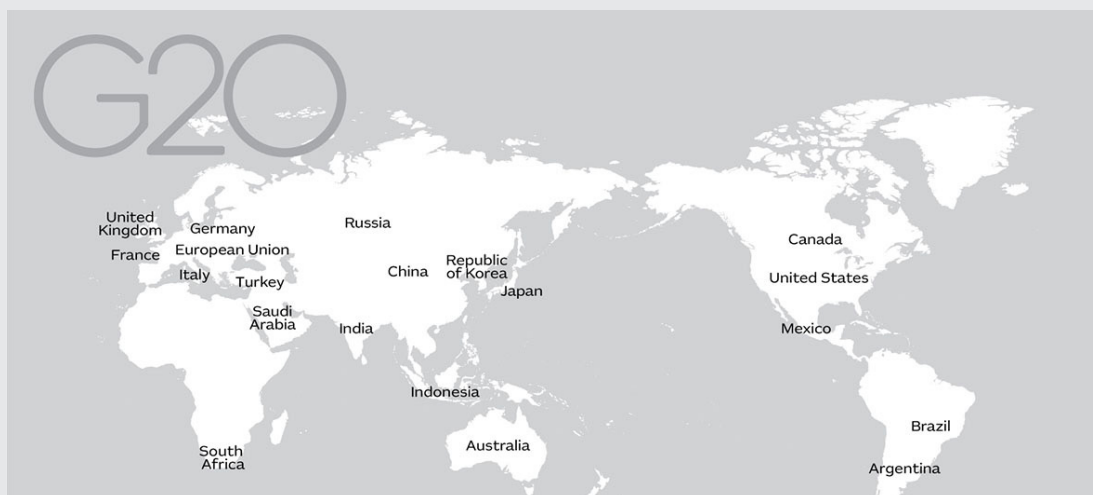 G20
United
Kingdom
Germany
France
European Union
Italy
Turkey
Saudi
Arabia
South
Africa
Russia
China
Republic
of Korea
Japan
India
Indonesia
Australia
Canada
United States
Mexico
Brazil
Argentina